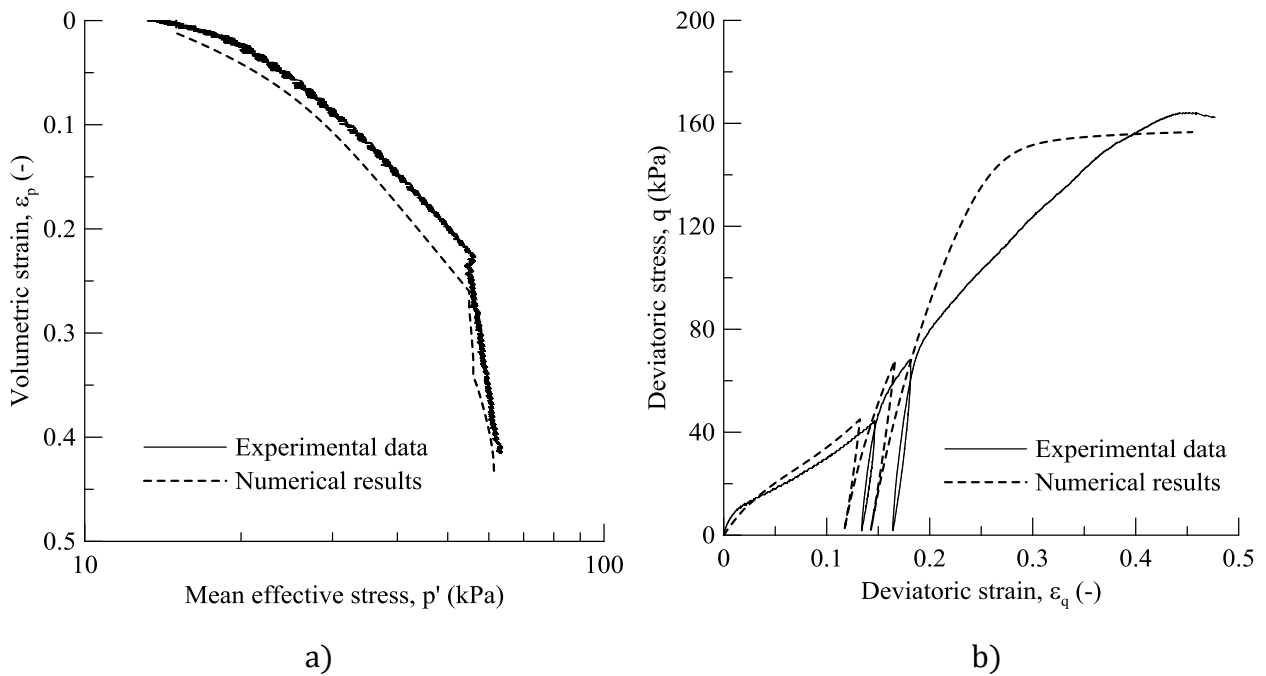 0
0.1
0.2
0.3
0.4
0.5
Volumetric strain, εp (-)
Experimental data
Numerical results
10
100
Mean effective stress, p' (kPa)
a)
200
160
120
80
40
0
Deviatoric stress, q (kPa)
Experimental data
Numerical results
0
0.1
0.2
0.3
0.4
0.5
Deviatoric strain, εq (-)
b)